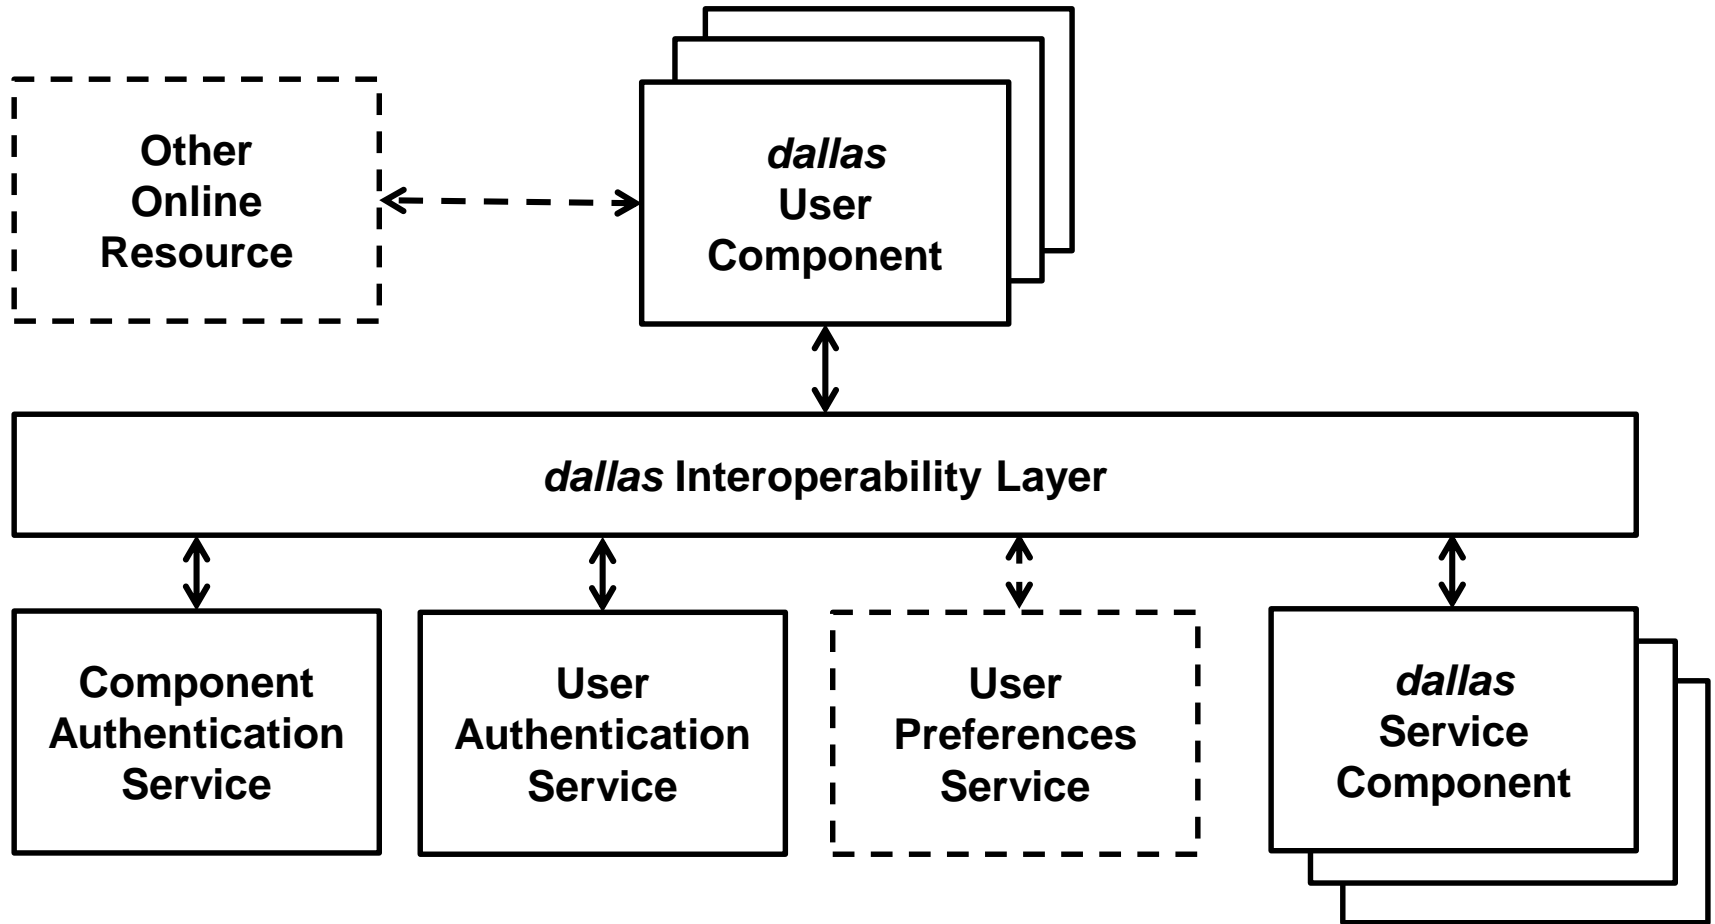 Other
Online
Resource
dallas
User
Component
dallas Interoperability Layer
Component
Authentication
Service
User
Authentication
Service
User
Preferences
Service
dallas
Service
Component